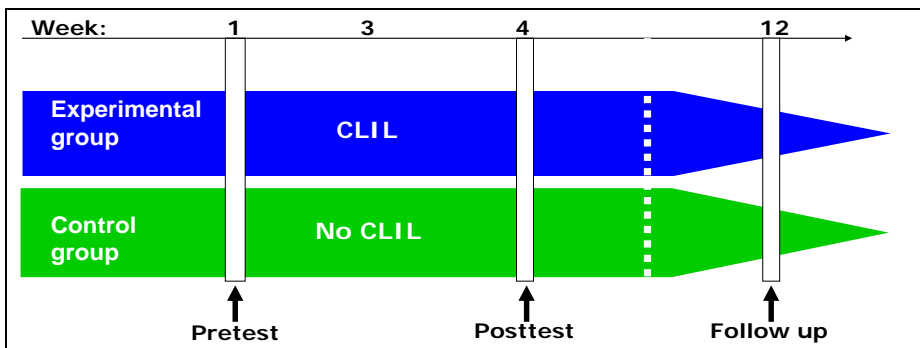 Week: 1 3 4 12
Experimental
group
CLIL
Control
group
No CLIL
Pretest Posttest Follow up